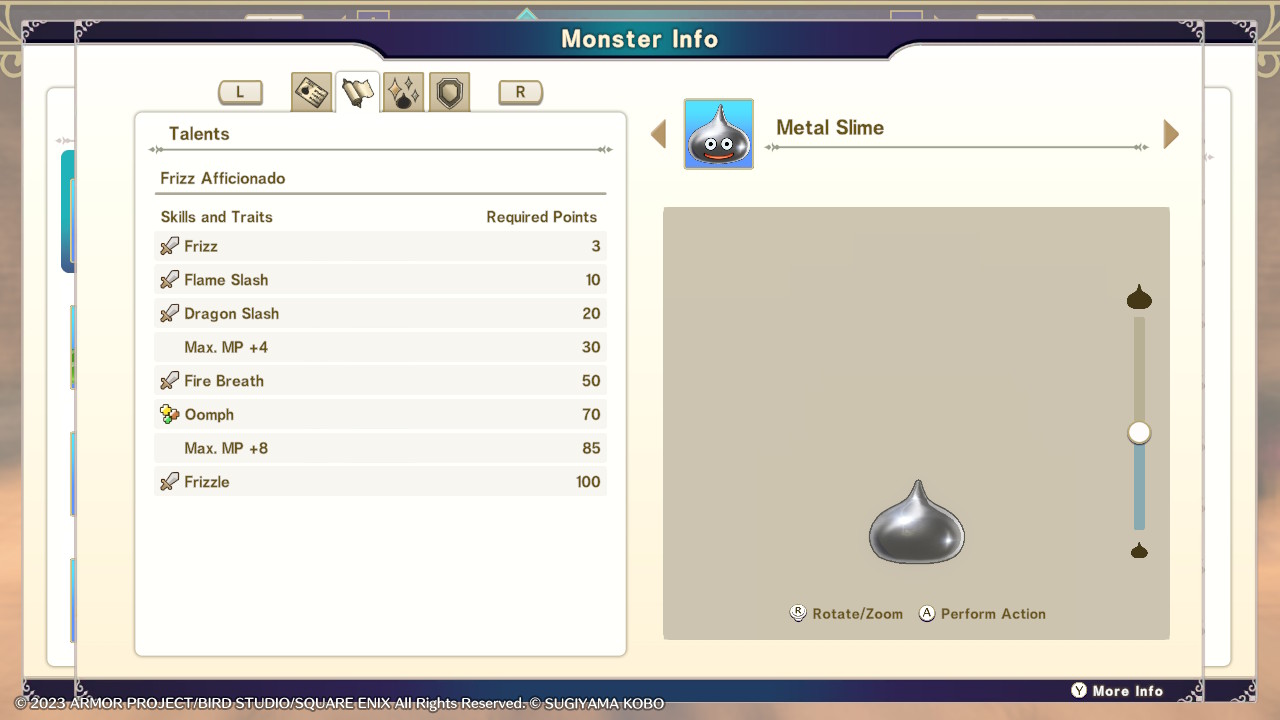 Monster Info
L
R
Talents
Frizz Afficionado
Skills and Traits Required Points
Frizz 3
Flame Slash 10
Dragon Slash 20
Max. MP +4 30
Fire Breath 50
Oomph 70
Max. MP +8 85
Frizzle 100
Metal Slime
R Rotate/Zoom A Perform Action
Y More Info
© 2023 ARMOR PROJECT/BIRD STUDIO/SQUARE ENIX All Rights Reserved. © SUGIYAMA KOBO